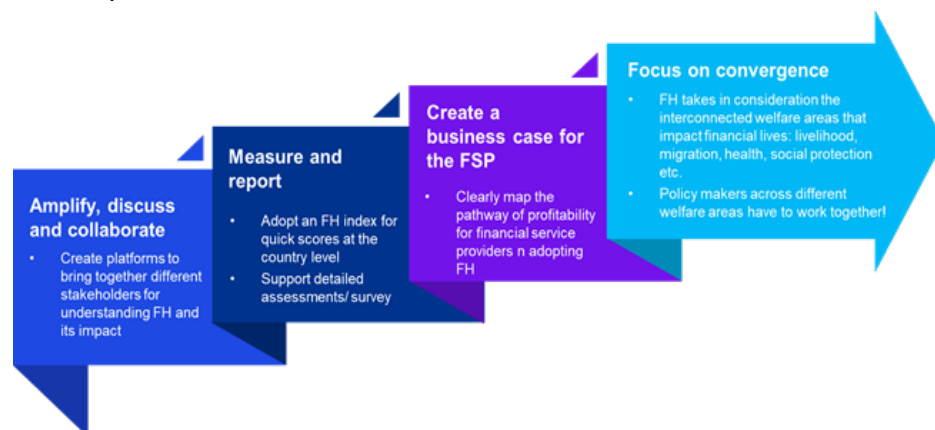 Amplify, discuss
and collaborate
• Create platforms to
bring together different
stakeholders for
understanding FH and
its impact
Measure and
report
• Adopt an FH index for
quick scores at the
country level
• Support detailed
assessments/ survey
Create a
business case for
the FSP
• Clearly map the
pathway of profitability
for financial service
providers n adopting
FH
Focus on convergence
• FH takes in consideration the
interconnected welfare areas that
impact financial lives: livelihood,
migration, health, social protection
etc.
• Policy makers across different
welfare areas have to work together!